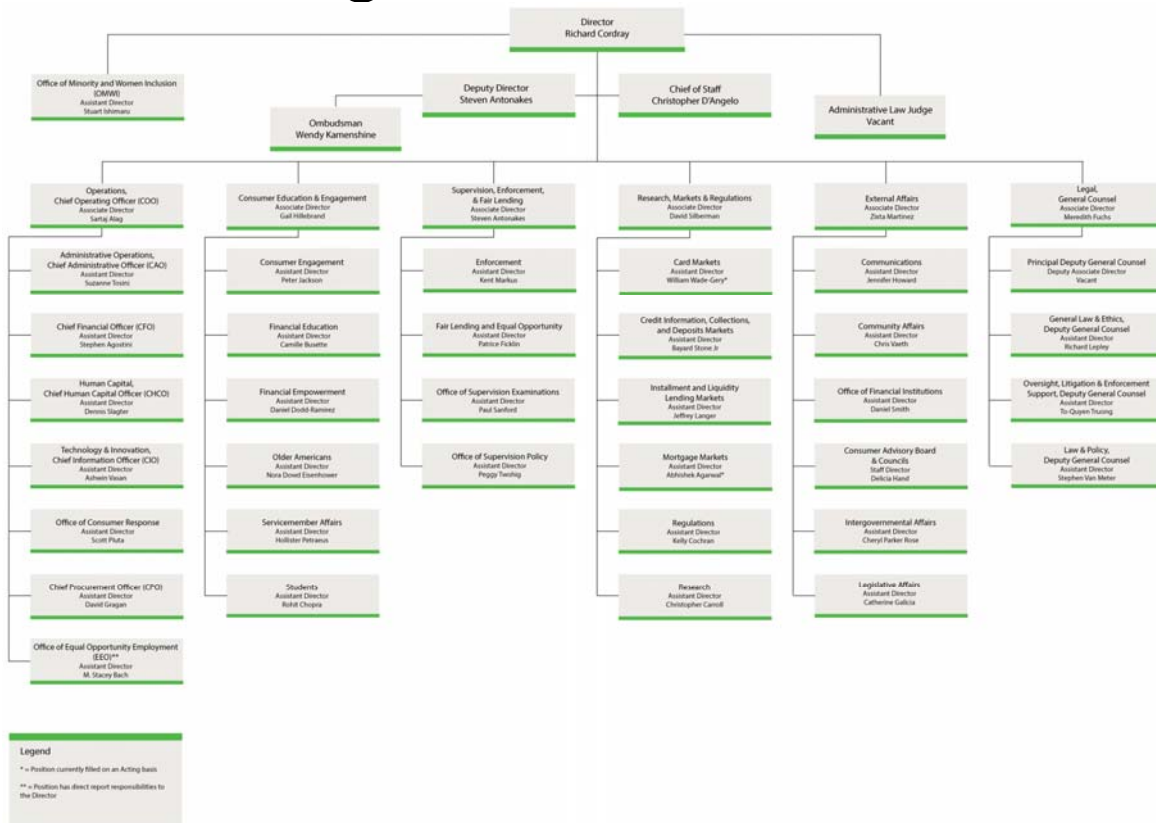 Director
Richard Cordray
Office of Minority and Women Inclusion
(OMWI)
Assistant Director
Stuart Ishimaru
Deputy Director
Steven Antonakes
Chief of Staff
Christopher D'Angelo
Ombudsman
Wendy Kamenshine
Administrative Law Judge
Vacant
Operations,
Chief Operating Officer (COO)
Associate Director
Sartaj Alag
Administrative Operations,
Chief Administrative Officer (CAO)
Assistant Director
Suzanne Tosini
Chief Financial Officer (CFO)
Assistant Director
Stephen Agostini
Human Capital,
Chief Human Capital Officer (CHCO)
Assistant Director
Dennis Slagter
Technology & Innovation,
Chief Information Officer (CIO)
Assistant Director
Ashwin Vasan
Office of Consumer Response
Assistant Director
Scott Pluta
Chief Procurement Officer (CPO)
Assistant Director
David Gragan
Office of Equal Opportunity Employment
(EEO)**
Assistant Director
M. Stacey Bach
Consumer Education & Engagement
Associate Director
Gail Hillebrand
Consumer Engagement
Assistant Director
Peter Jackson
Financial Education
Assistant Director
Camille Busette
Financial Empowerment
Assistant Director
Daniel Dodd-Ramirez
Older Americans
Assistant Director
Nora Dowd Eisenhower
Servicemember Affairs
Assistant Director
Hollister Petraeus
Students
Assistant Director
Rohit Chopra
Supervision, Enforcement,
& Fair Lending
Associate Director
Steven Antonakes
Enforcement
Assistant Director
Kent Markus
Fair Lending and Equal Opportunity
Assistant Director
Patrice Ficklin
Office of Supervision Examinations
Assistant Director
Paul Sanford
Office of Supervision Policy
Assistant Director
Peggy Twohig
Research, Markets & Regulations
Associate Director
David Silberman
Card Markets
Assistant Director
William Wade-Gery*
Credit Information, Collections,
and Deposits Markets
Assistant Director
Bayard Stone Jr
Installment and Liquidity
Lending Markets
Assistant Director
Jeffrey Langer
Mortgage Markets
Assistant Director
Abhishek Agarwal*
Regulations
Assistant Director
Kelly Cochran
Research
Assistant Director
Christopher Carroll
External Affairs
Associate Director
Zixta Martinez
Communications
Assistant Director
Jennifer Howard
Community Affairs
Assistant Director
Chris Vaeth
Office of Financial Institutions
Assistant Director
Daniel Smith
Consumer Advisory Board
& Councils
Staff Director
Delicia Hand
Intergovernmental Affairs
Assistant Director
Cheryl Parker Rose
Legislative Affairs
Assistant Director
Catherine Galicia
Legal,
General Counsel
Associate Director
Meredith Fuchs
Principal Deputy General Counsel
Deputy Associate Director
Vacant
General Law & Ethics,
Deputy General Counsel
Assistant Director
Richard Lepley
Oversight, Litigation & Enforcement
Support, Deputy General Counsel
Assistant Director
To-Quyen Truong
Law & Policy,
Deputy General Counsel
Assistant Director
Stephen Van Meter
Legend
* = Position currently filled on an Acting basis
** = Position has direct report responsibilities to
the Director